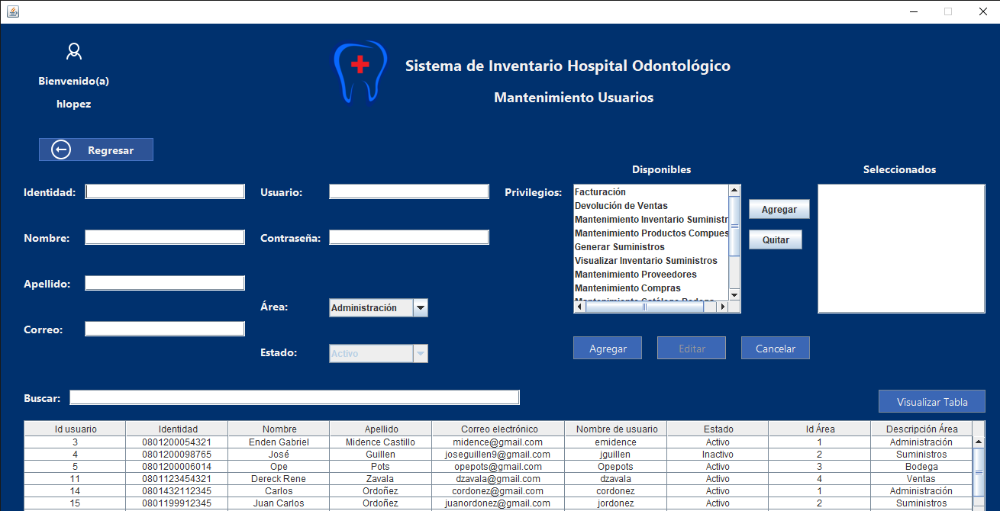 Bienvenido(a)
hlopez
Sistema de Inventario Hospital Odontológico
Mantenimiento Usuarios
Regresar
Disponibles
Seleccionados
Identidad:
Usuario:
Privilegios:
Facturación
Devolución de Ventas
Mantenimiento Inventario Suministr
Mantenimiento Productos Compues
Generar Suministros
Visualizar Inventario Suministros
Mantenimiento Proveedores
Mantenimiento Compras
Mantenimiento Catálogo Bodega
Agregar
Quitar
Nombre:
Contraseña:
Apellido:
Área:
Administración
Correo:
Estado:
Activo
Agregar
Editar
Cancelar
Buscar:
Visualizar Tabla
Id usuario Identidad Nombre Apellido Correo electrónico Nombre de usuario Estado Id Área Descripción Área
3 0801200054321 Enden Gabriel Midence Castillo midence@gmail.com emidence Activo 1 Administración
4 0801200098765 José Guillen joseguillen9@gmail.com jguillen Inactivo 2 Suministros
5 0801200006014 Ope Pots opepots@gmail.com Opepots Activo 3 Bodega
11 0801123454321 Dereck Rene Zavala dzavala@gmail.com dzavala Activo 4 Ventas
14 0801432112345 Carlos Ordoñez cordonez@gmail.com cordonez Activo 1 Administración
15 0801199912345 Juan Carlos Ordoñez juanordonez@gmail.com jordonez Activo 2 Suministros